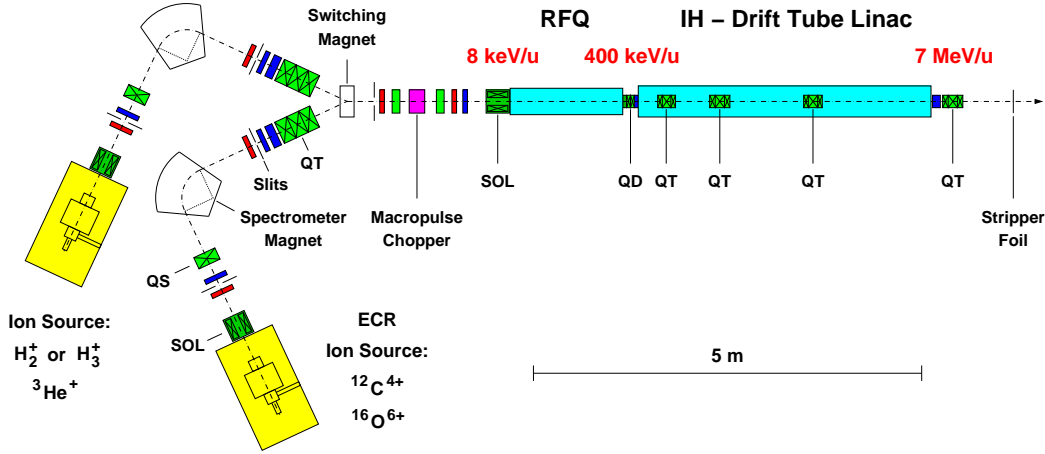 Switching
Magnet
RFQ
IH – Drift Tube Linac
8 keV/u
400 keV/u
7 MeV/u
Slits
QT
SOL
QD
QT
QT
QT
QT
Spectrometer
Magnet
Macropulse
Chopper
Stripper
Foil
QS
SOL
Ion Source:
H₂⁺ or H₃⁺
³He⁺
ECR
Ion Source:
¹²C⁴⁺
¹⁶O⁶⁺
5 m